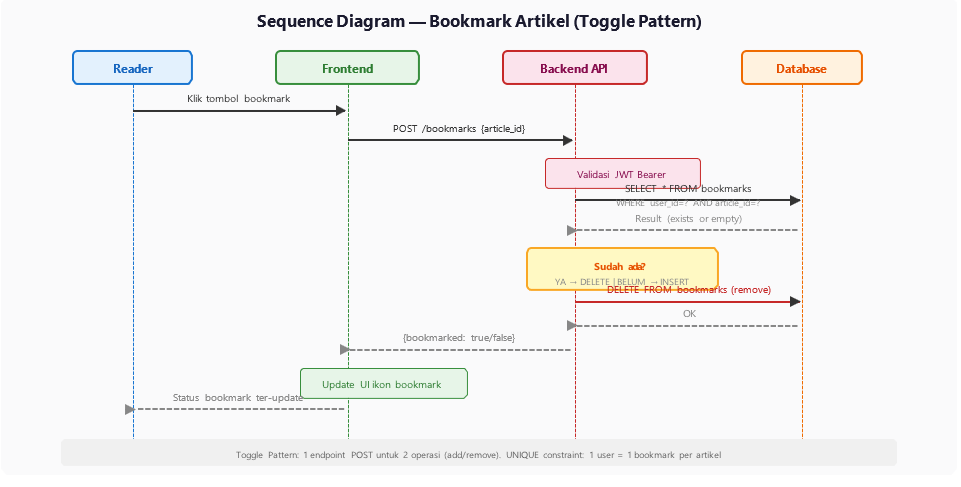 Sequence Diagram — Bookmark Artikel (Toggle Pattern)
Reader
Frontend
Backend API
Database
Klik tombol bookmark
POST /bookmarks {article_id}
Validasi JWT Bearer
SELECT * FROM bookmarks
WHERE user_id=? AND article_id=?
Result (exists or empty)
Sudah ada?
YA → DELETE | BELUM → INSERT
DELETE FROM bookmarks (remove)
OK
{bookmarked: true/false}
Update UI ikon bookmark
Status bookmark ter-update
Toggle Pattern: 1 endpoint POST untuk 2 operasi (add/remove). UNIQUE constraint: 1 user = 1 bookmark per artikel